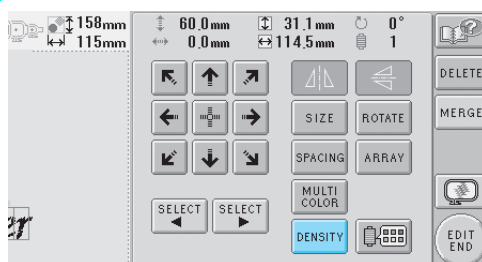 158mm 60.0mm 31.1mm 0°
115mm 0.0mm 114.5mm 1
DELETE
SIZE ROTATE MERGE
SPACING ARRAY
MULTI
COLOR
SELECT SELECT
DENSITY
EDIT
END
er